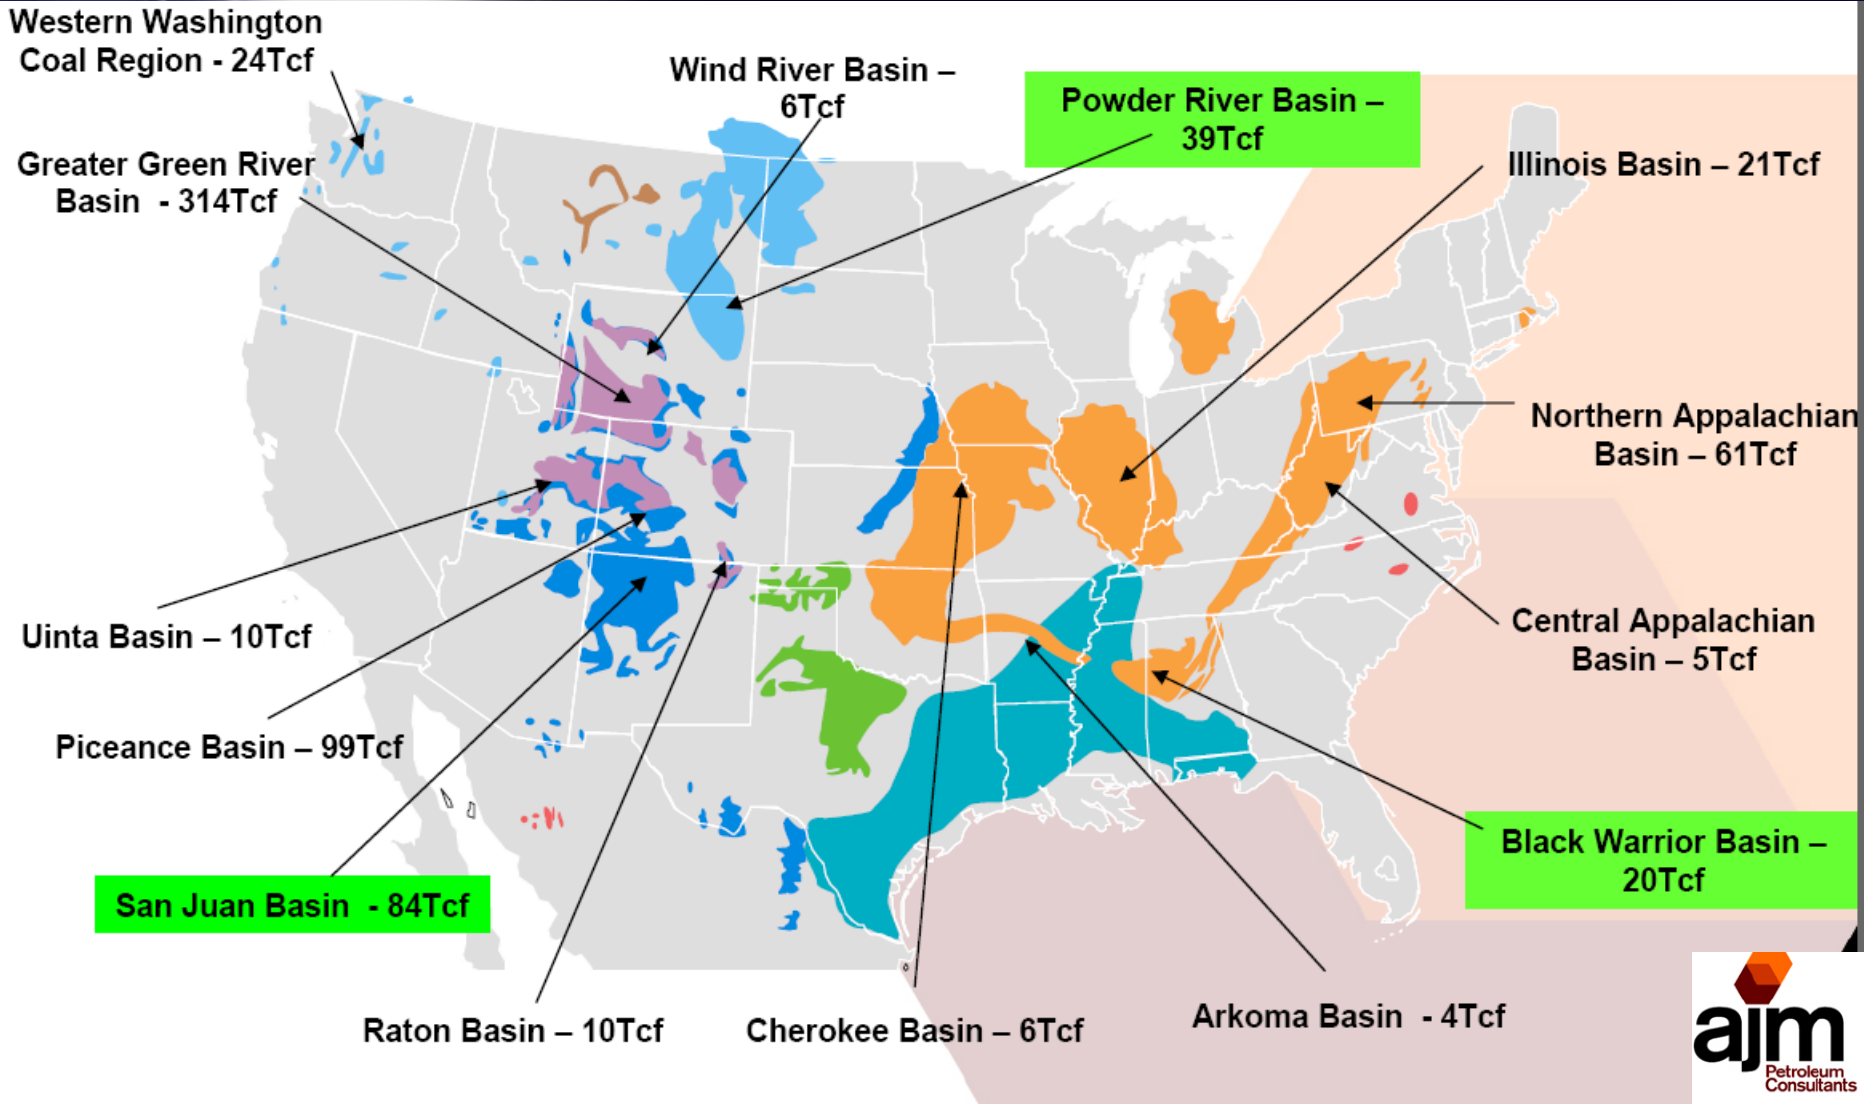 Western Washington
Coal Region - 24Tcf
Wind River Basin –
6Tcf
Powder River Basin –
39Tcf
Greater Green River
Basin - 314Tcf
Illinois Basin – 21Tcf
Northern Appalachian
Basin – 61Tcf
Uinta Basin – 10Tcf
Central Appalachian
Basin – 5Tcf
Piceance Basin – 99Tcf
Black Warrior Basin –
20Tcf
San Juan Basin - 84Tcf
Raton Basin – 10Tcf
Cherokee Basin – 6Tcf
Arkoma Basin - 4Tcf
ajm
Petroleum
Consultants